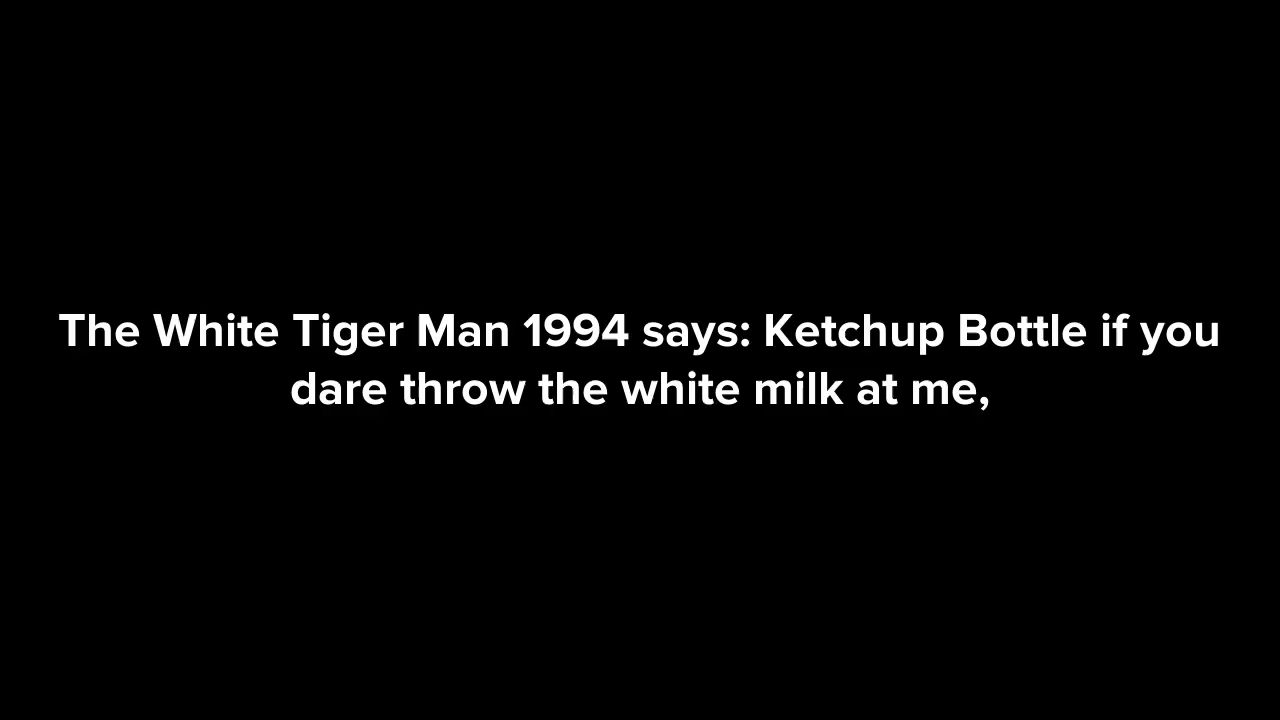 The White Tiger Man 1994 says: Ketchup Bottle if you
dare throw the white milk at me,